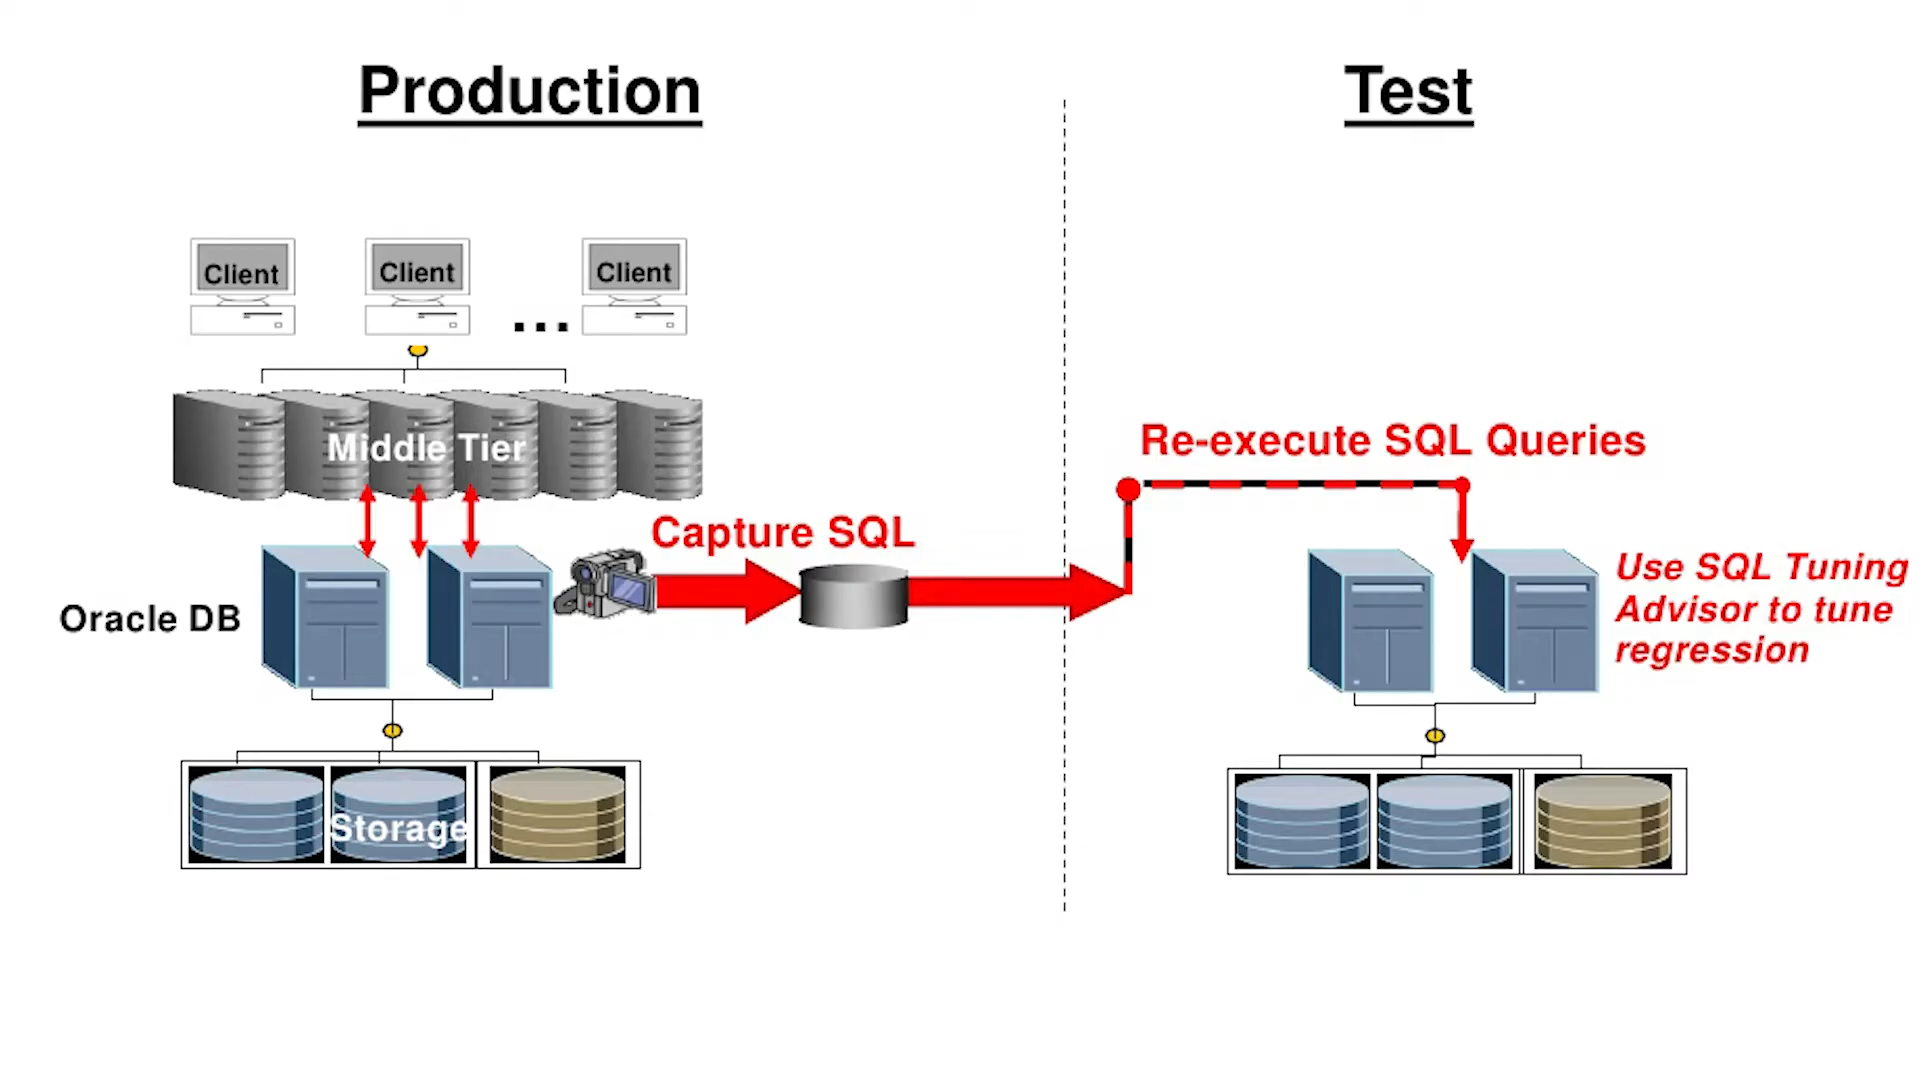 Production
Test
Client
Client
Client
...
Middle Tier
Re-execute SQL Queries
Capture SQL
Oracle DB
Use SQL Tuning
Advisor to tune
regression
Storage